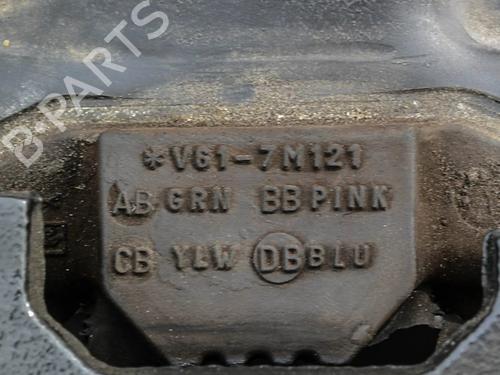 B-PARTS
*V61-7M121
AB GRN BB PINK
CB YLW DB BLU